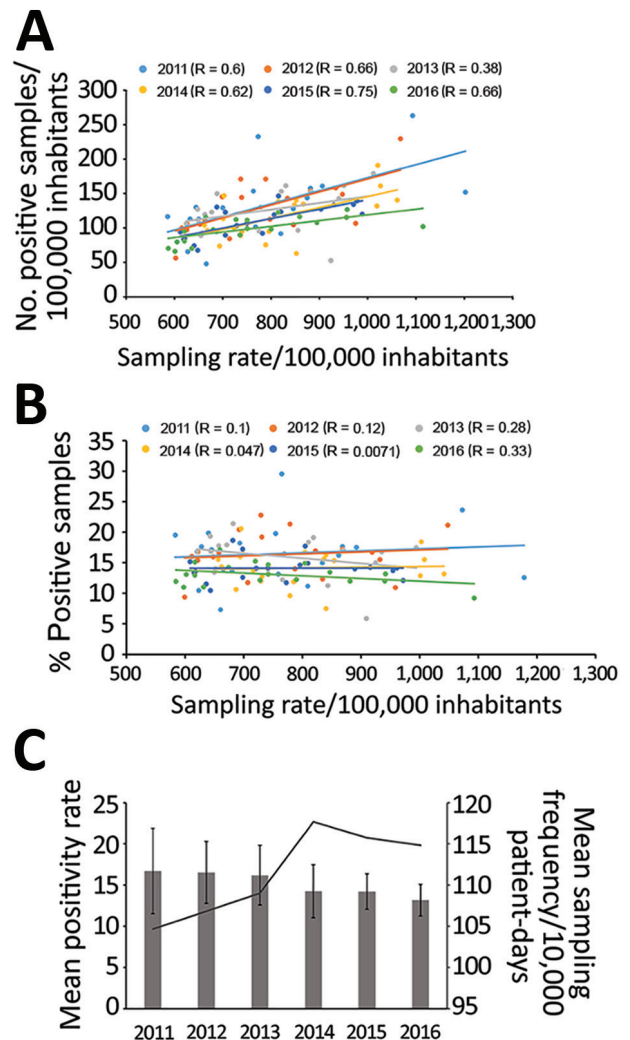 A
2011 (R = 0.6) 2012 (R = 0.66) 2013 (R = 0.38)
2014 (R = 0.62) 2015 (R = 0.75) 2016 (R = 0.66)
No. positive samples/
100,000 inhabitants
300
250
200
150
100
50
0
500 600 700 800 900 1,000 1,100 1,200 1,300
Sampling rate/100,000 inhabitants
B
2011 (R = 0.1) 2012 (R = 0.12) 2013 (R = 0.28)
2014 (R = 0.047) 2015 (R = 0.0071) 2016 (R = 0.33)
% Positive samples
35
30
25
20
15
10
5
0
500 600 700 800 900 1,000 1,100 1,200 1,300
Sampling rate/100,000 inhabitants
C
Mean positivity rate
25
20
15
10
5
0
120
115
110
105
100
95
Mean sampling
frequency/10,000
patient-days
2011 2012 2013 2014 2015 2016